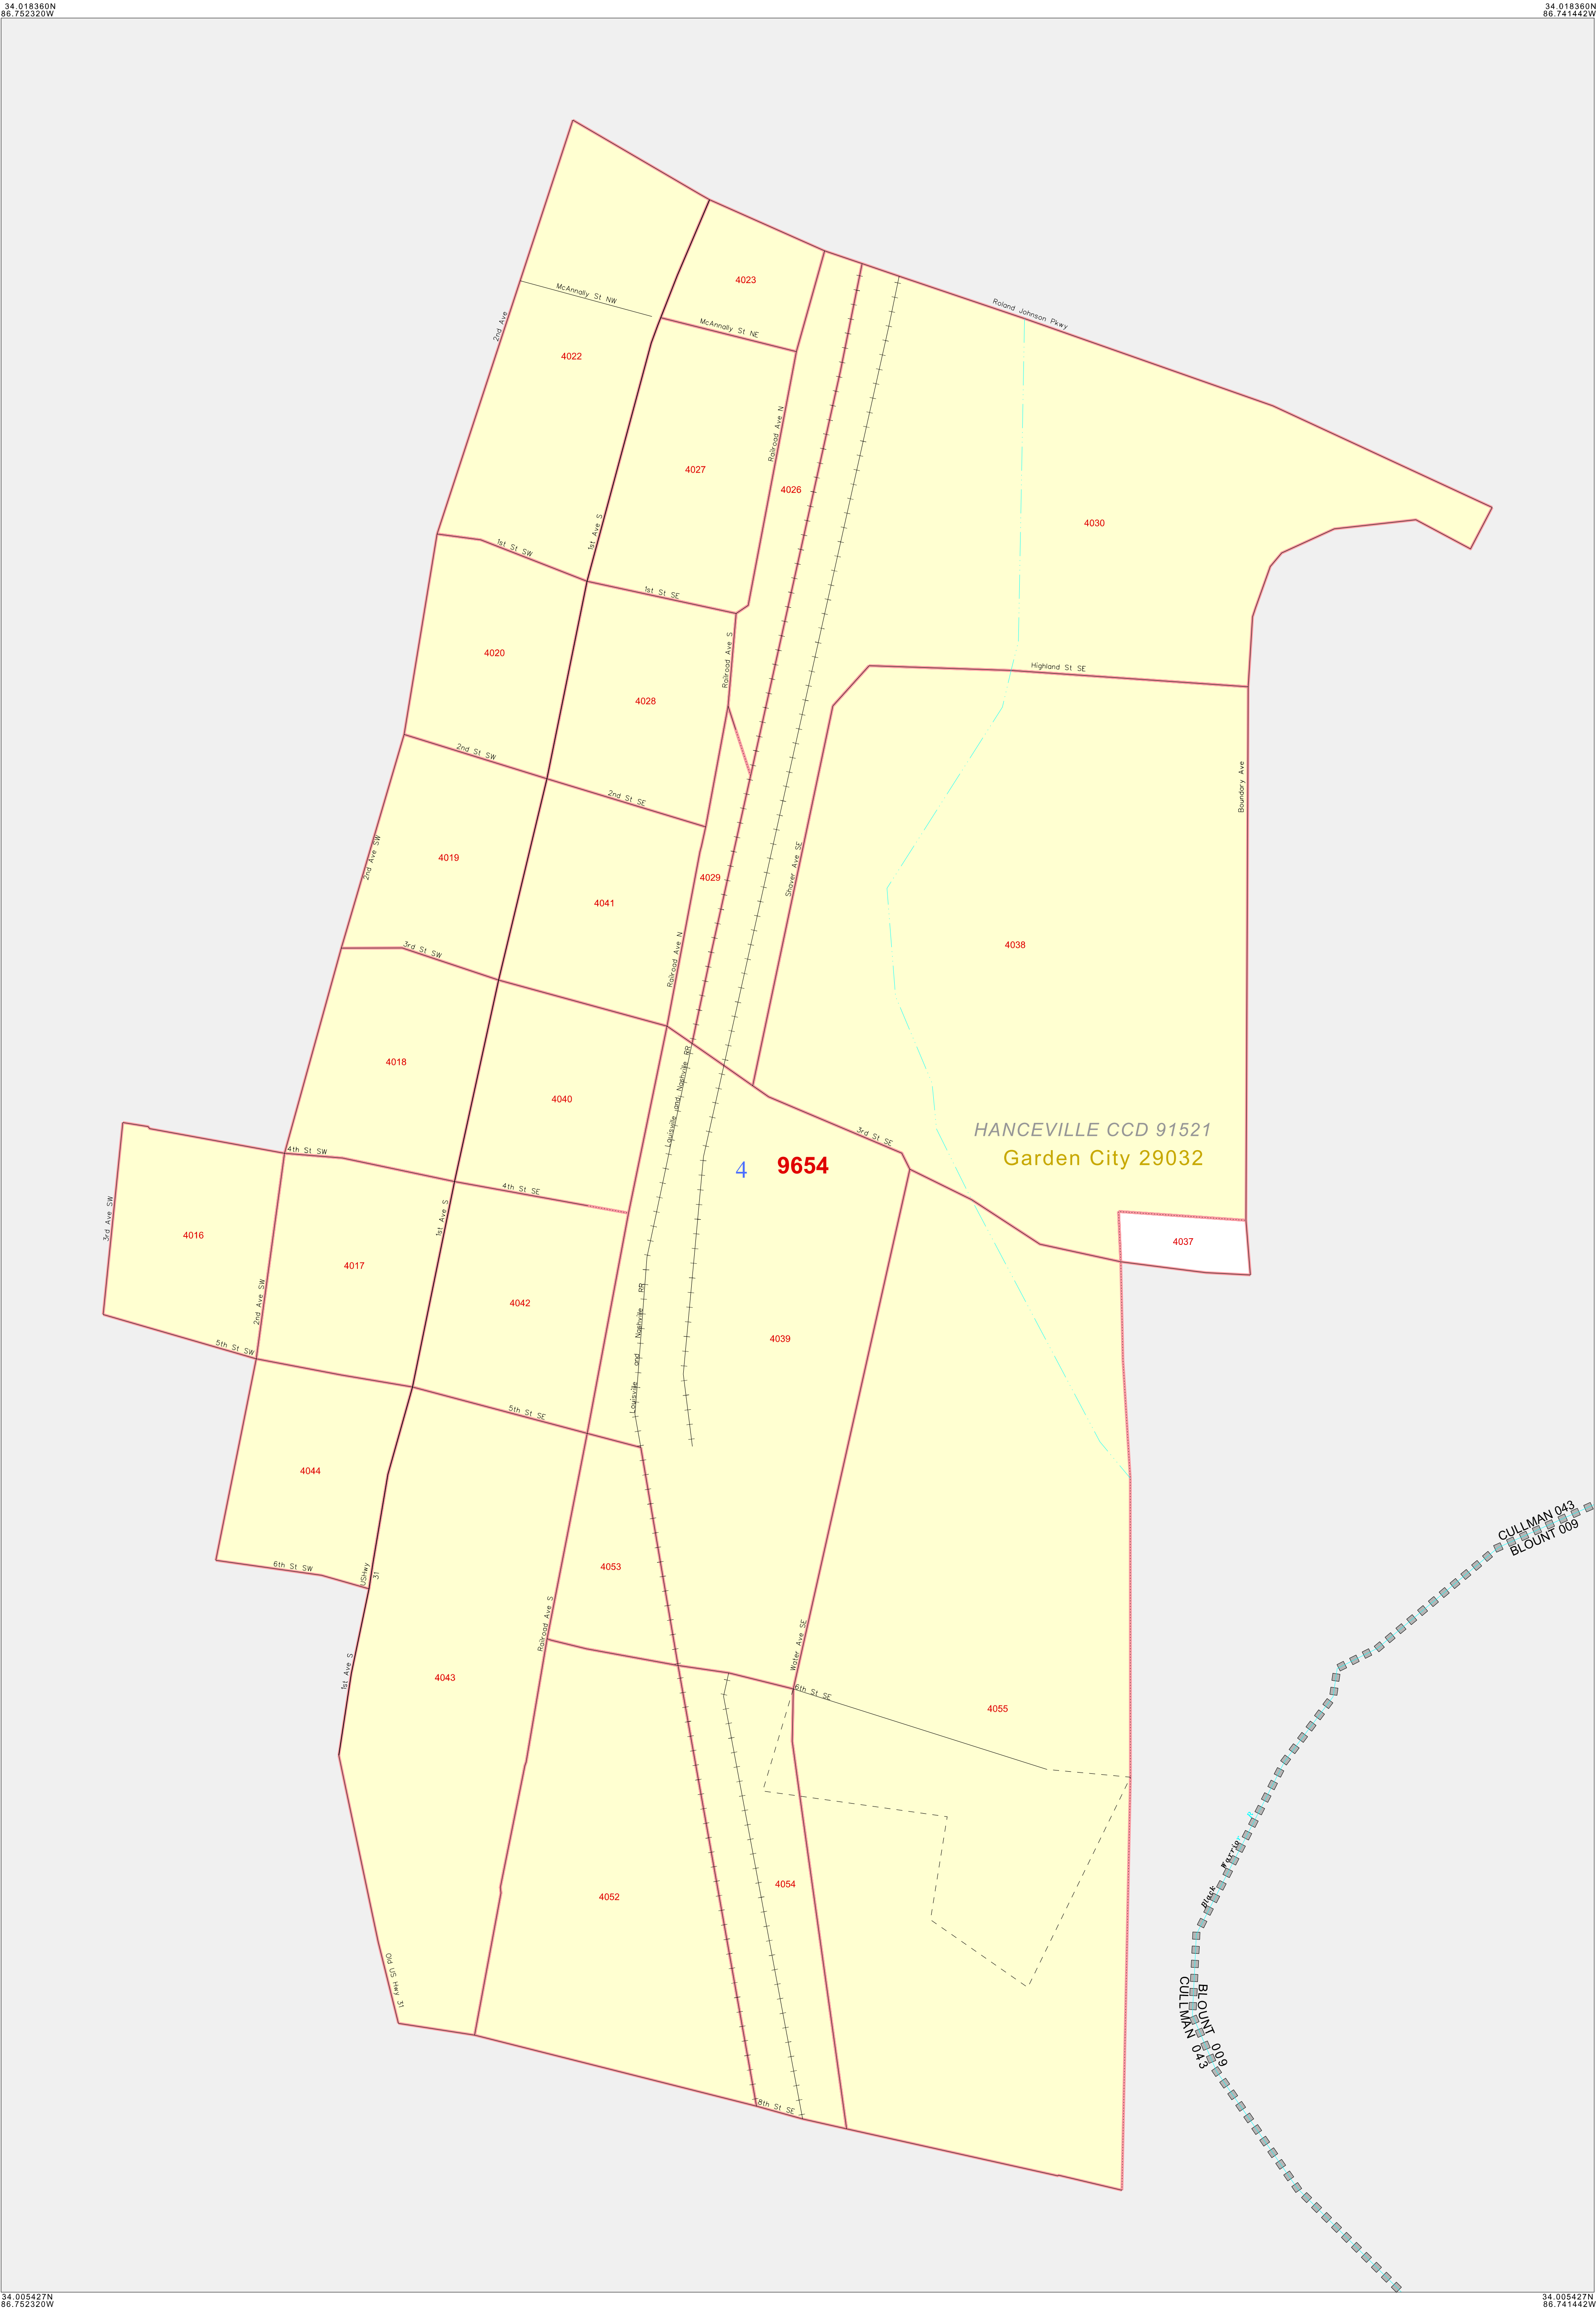 34.018360N
86.752320W
34.018360N
86.741442W
4023
Roland Johnson Pkwy
McAnnally St NW
McAnnally St NE
2nd Ave
4022
Railroad Ave N
4027
4026
4030
1st Ave S
1st St SW
1st St SE
4020
Railroad Ave S
Highland St SE
4028
2nd St SW
2nd St SE
Boundary Ave
2nd Ave SW
4019
Shaver Ave SE
4029
4041
4038
3rd St SW
Railroad Ave N
4018
Louisville and Nashville RR
4040
HANCEVILLE CCD 91521
3rd St SE
4th St SW
Garden City 29032
4
9654
4th St SE
3rd Ave SW
4016
1st Ave S
4037
4017
2nd Ave SW
4042
Louisville and Nashville RR
4039
5th St SW
5th St SE
4044
CULLMAN 043
BLOUNT 009
6th St SW
USHwy 31
4053
Railroad Ave S
Water Ave SE
1st Ave S
4043
6th St SE
4055
Black Warrior R
4054
4052
Old US Hwy 31
BLOUNT 009
CULLMAN 043
8th St SE
34.005427N
86.752320W
34.005427N
86.741442W